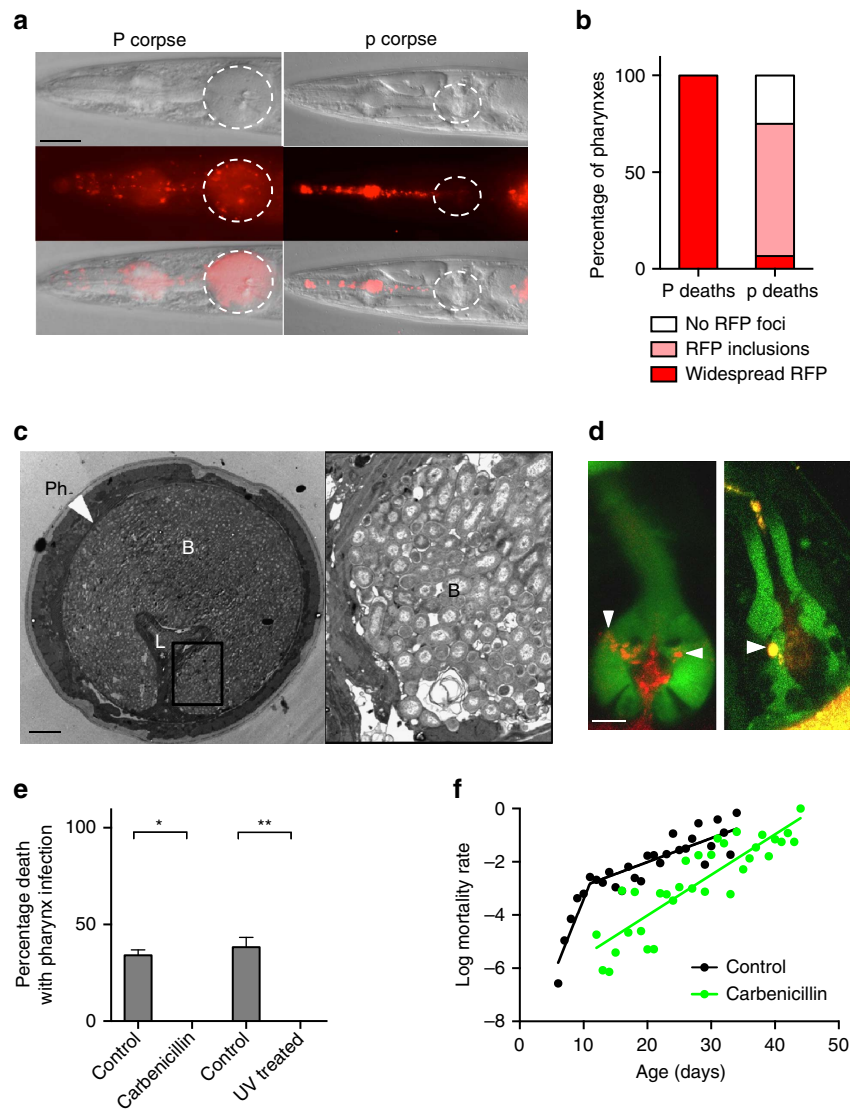 a
P corpse
p corpse
b
Percentage of pharynxes
100
50
0
P deaths
p deaths
No RFP foci
RFP inclusions
Widespread RFP
c
Ph
B
L
B
d
e
Percentage death
with pharynx infection
100
50
0
*
**
Control
Carbenicillin
Control
UV treated
f
Log mortality rate
0
−2
−4
−6
−8
0
10
20
30
40
50
Age (days)
Control
Carbenicillin